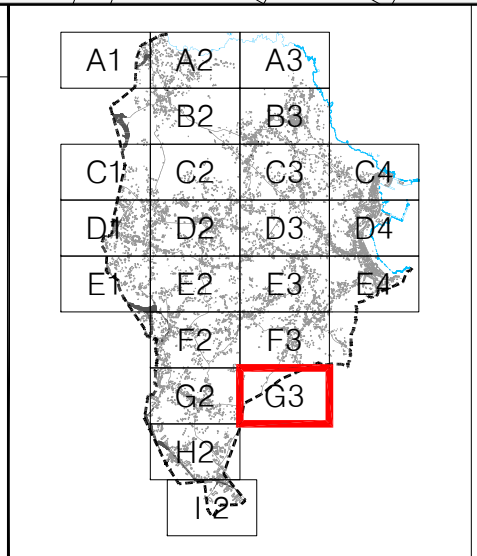 A1 A2 A3
B2 B3
C1 C2 C3 C4
D1 D2 D3 D4
E1 E2 E3 E4
F2 F3
G2 G3
H2
I 2